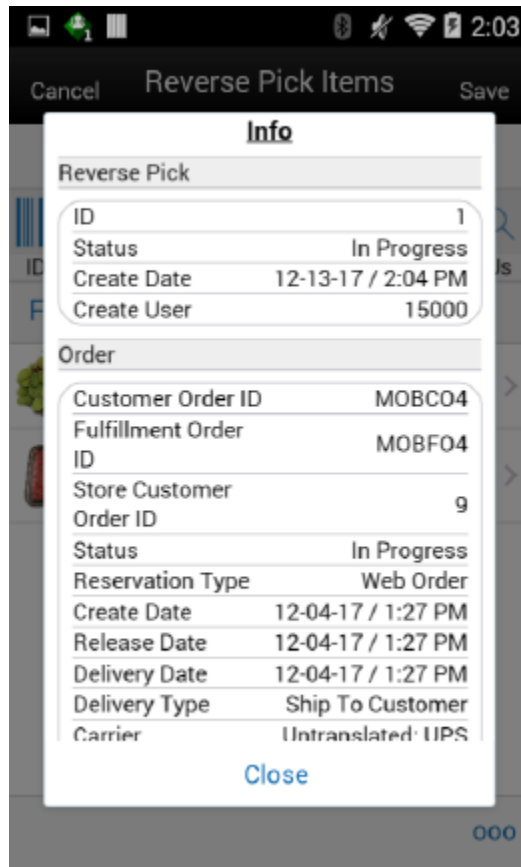 2:03
Cancel Reverse Pick Items Save
Info
Reverse Pick
ID 1
Status In Progress
Create Date 12-13-17 / 2:04 PM
Create User 15000
Order
Customer Order ID MOBCO4
Fulfillment Order
ID MOBFO4
Store Customer
Order ID 9
Status In Progress
Reservation Type Web Order
Create Date 12-04-17 / 1:27 PM
Release Date 12-04-17 / 1:27 PM
Delivery Date 12-04-17 / 1:27 PM
Delivery Type Ship To Customer
Carrier Untranslated: UPS
Close